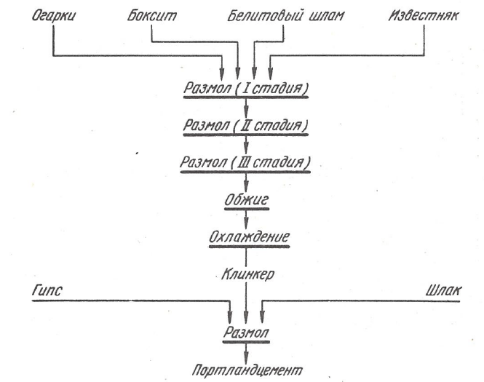 Огарки Боксит Белитовый шлам Известняк
Размол (I стадия)
Размол (II стадия)
Размол (III стадия)
Обжиг
Охлаждение
Клинкер
Гипс Шлак
Размол
Портландцемент